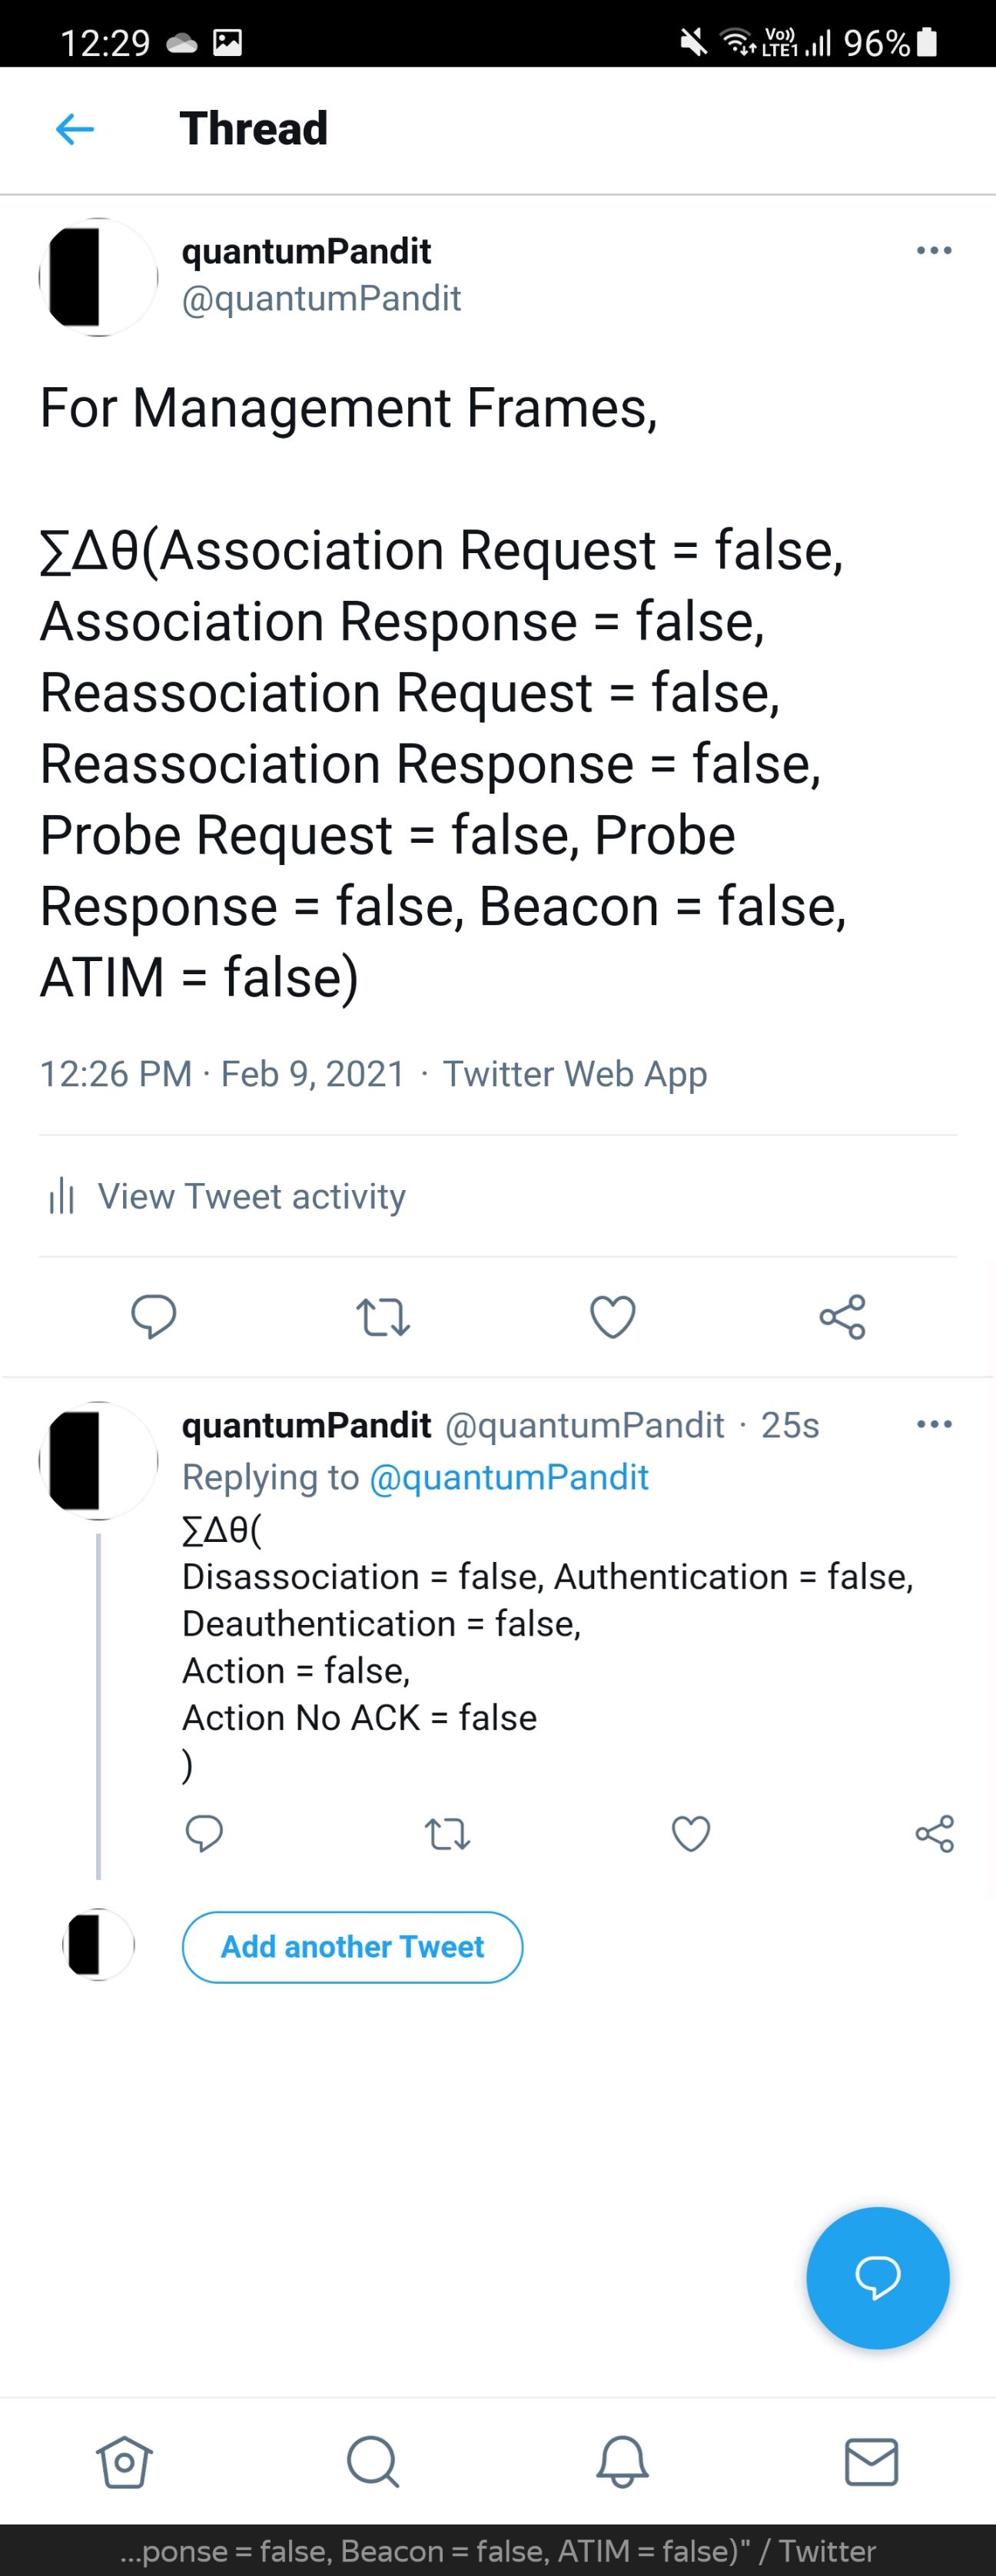 12:29 Vo)) LTE1 96%
Thread
quantumPandit
@quantumPandit
For Management Frames,
∑∆θ(Association Request = false,
Association Response = false,
Reassociation Request = false,
Reassociation Response = false,
Probe Request = false, Probe
Response = false, Beacon = false,
ATIM = false)
12:26 PM · Feb 9, 2021 · Twitter Web App
View Tweet activity
quantumPandit @quantumPandit · 25s
Replying to @quantumPandit
∑∆θ(
Disassociation = false, Authentication = false,
Deauthentication = false,
Action = false,
Action No ACK = false
)
Add another Tweet
...ponse = false, Beacon = false, ATIM = false)" / Twitter